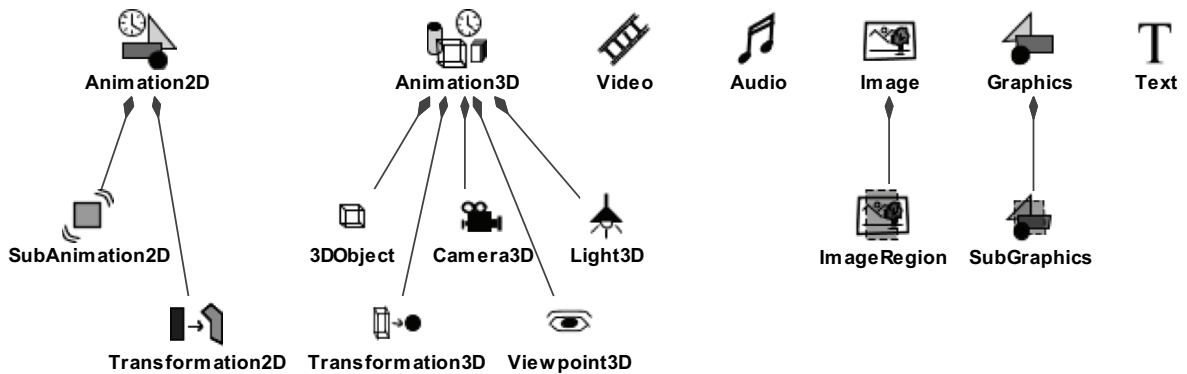 Animation2D Animation3D Video Audio Image Graphics Text
SubAnimation2D 3DObject Camera3D Light3D ImageRegion SubGraphics
Transformation2D Transformation3D Viewpoint3D